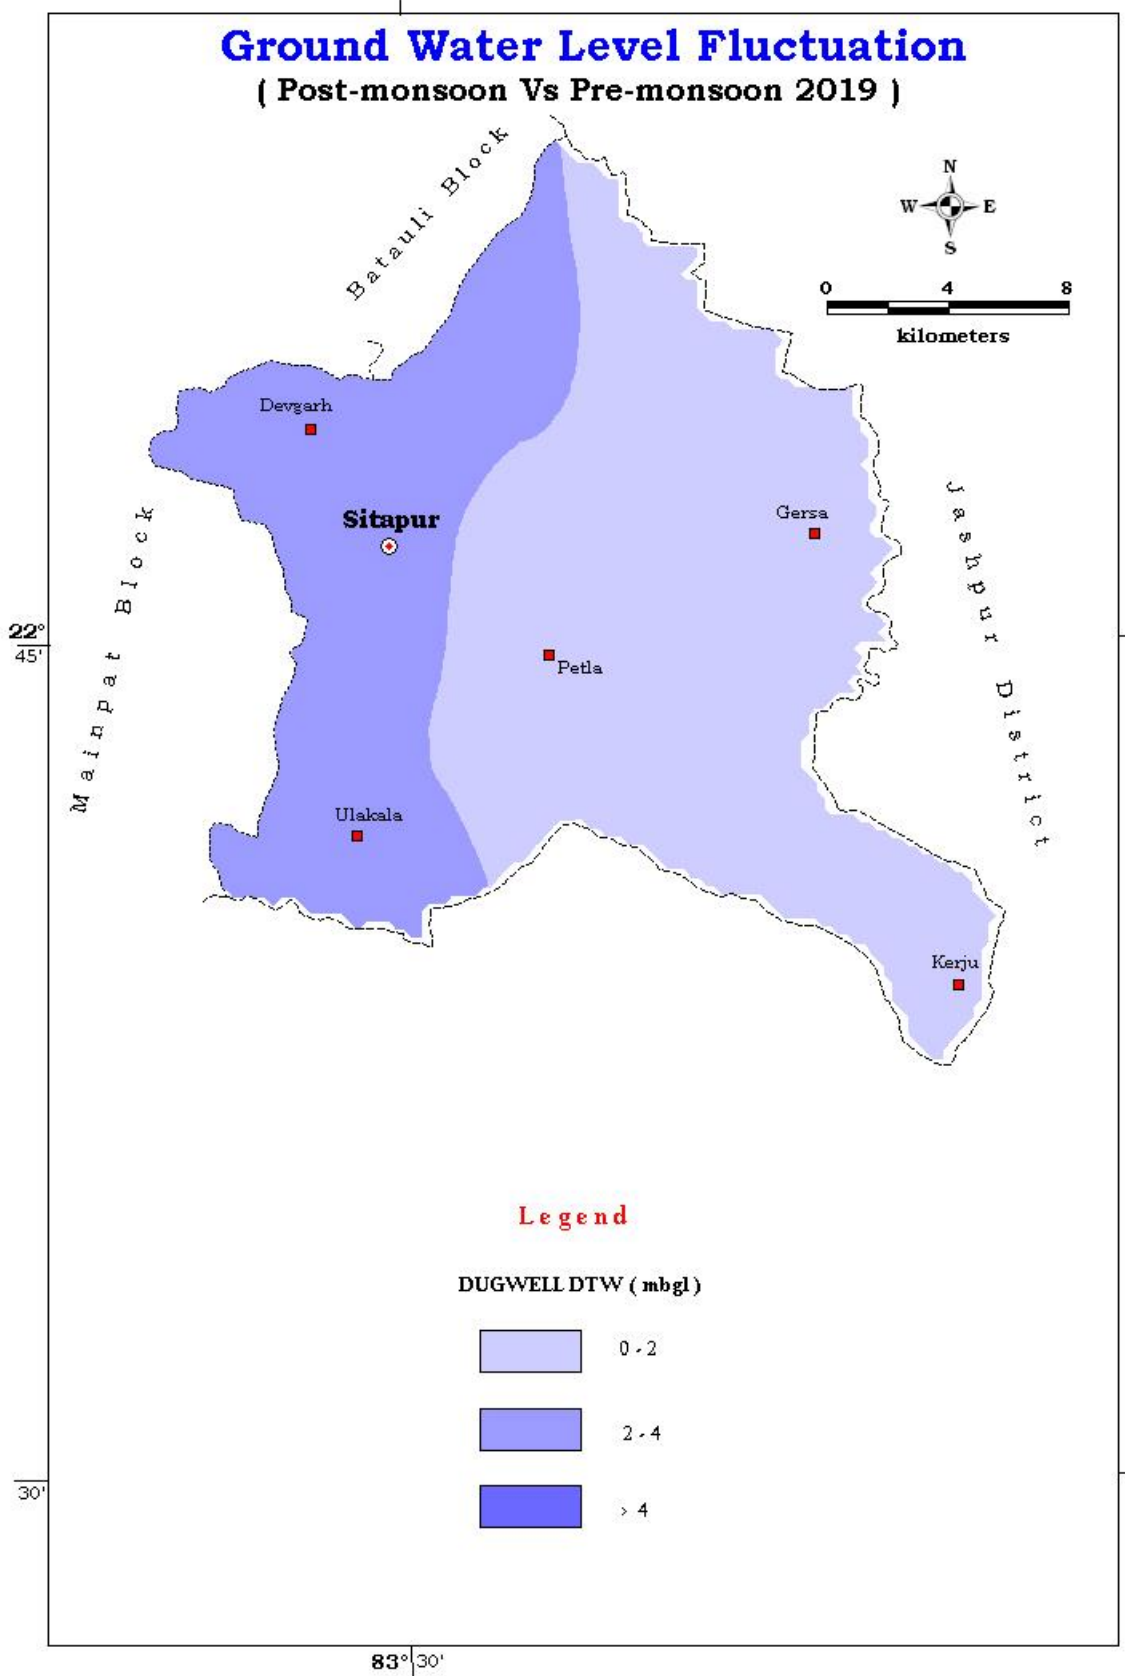 Ground Water Level Fluctuation
( Post-monsoon Vs Pre-monsoon 2019 )
Batauli Block
N
W E
S
0 4 8
kilometers
Devgarh
Sitapur
Gersa
Mainpat Block
Jashpur District
22°
45'
Petla
Ulakala
Kerju
Legend
DUGWELL DTW ( mbgl )
0 - 2
2 - 4
> 4
30'
83° 30'